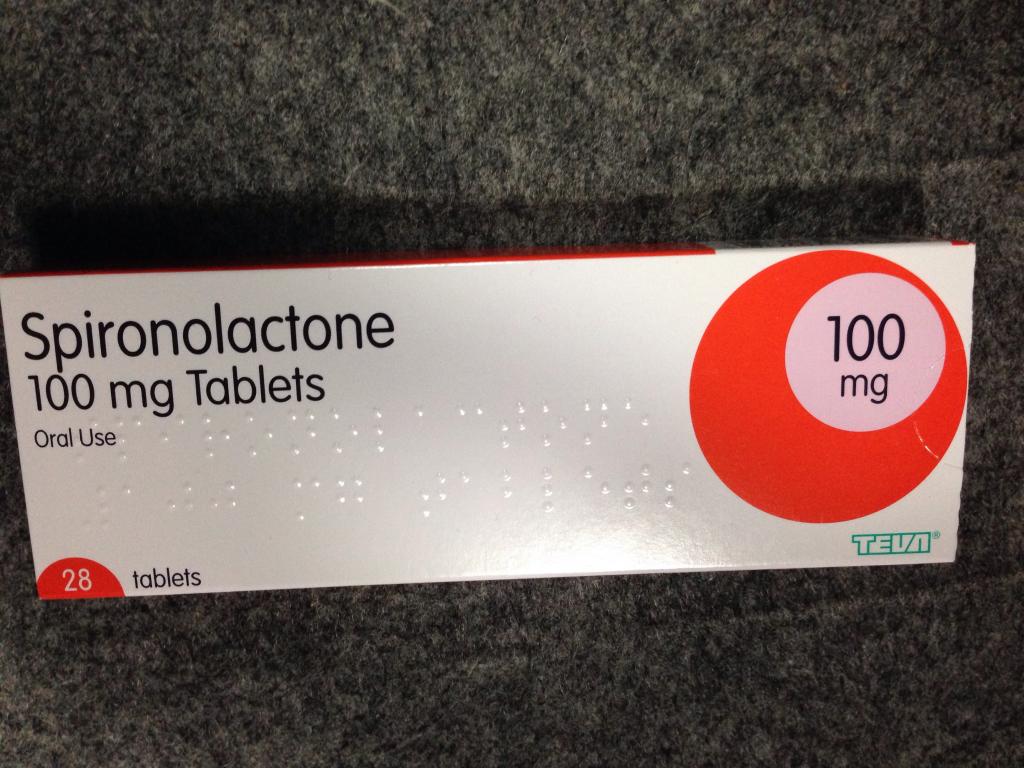 Spironolactone
100 mg Tablets
Oral Use
100
mg
TEVA®
28 tablets